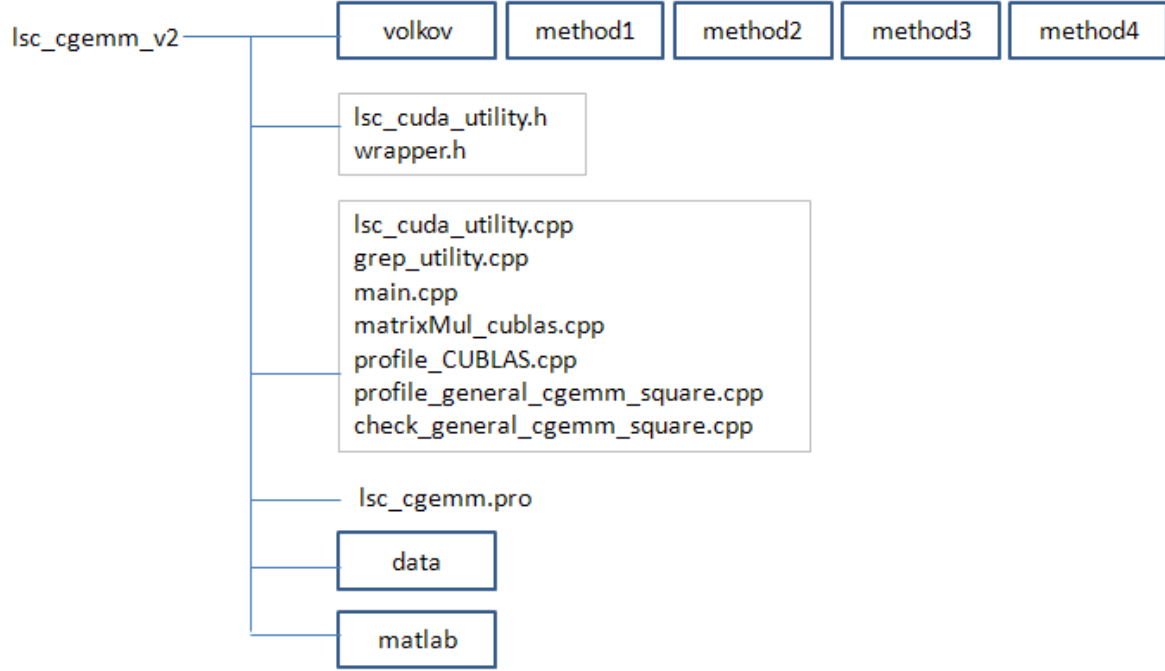 lsc_cgemm_v2 volkov method1 method2 method3 method4
lsc_cuda_utility.h
wrapper.h
lsc_cuda_utility.cpp
grep_utility.cpp
main.cpp
matrixMul_cublas.cpp
profile_CUBLAS.cpp
profile_general_cgemm_square.cpp
check_general_cgemm_square.cpp
lsc_cgemm.pro
data
matlab